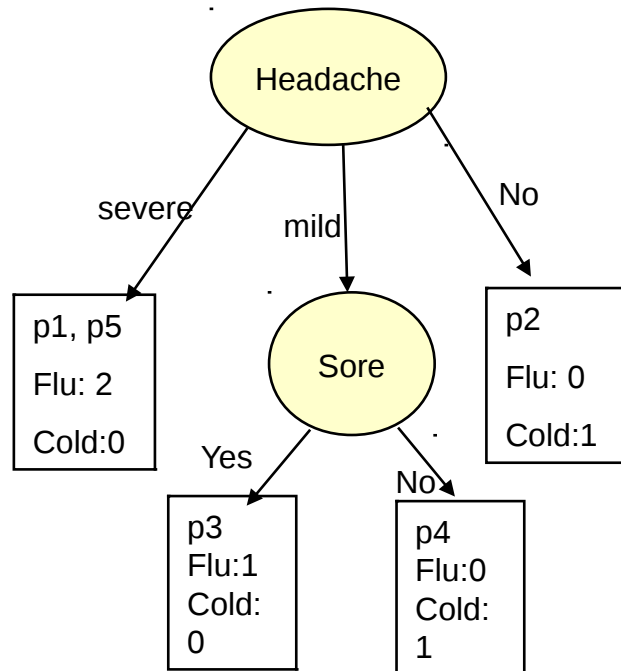 Headache
severe
mild
No
p1, p5
Flu: 2
Cold:0
Sore
p2
Flu: 0
Cold:1
Yes
No
p3
Flu:1
Cold:
0
p4
Flu:0
Cold:
1